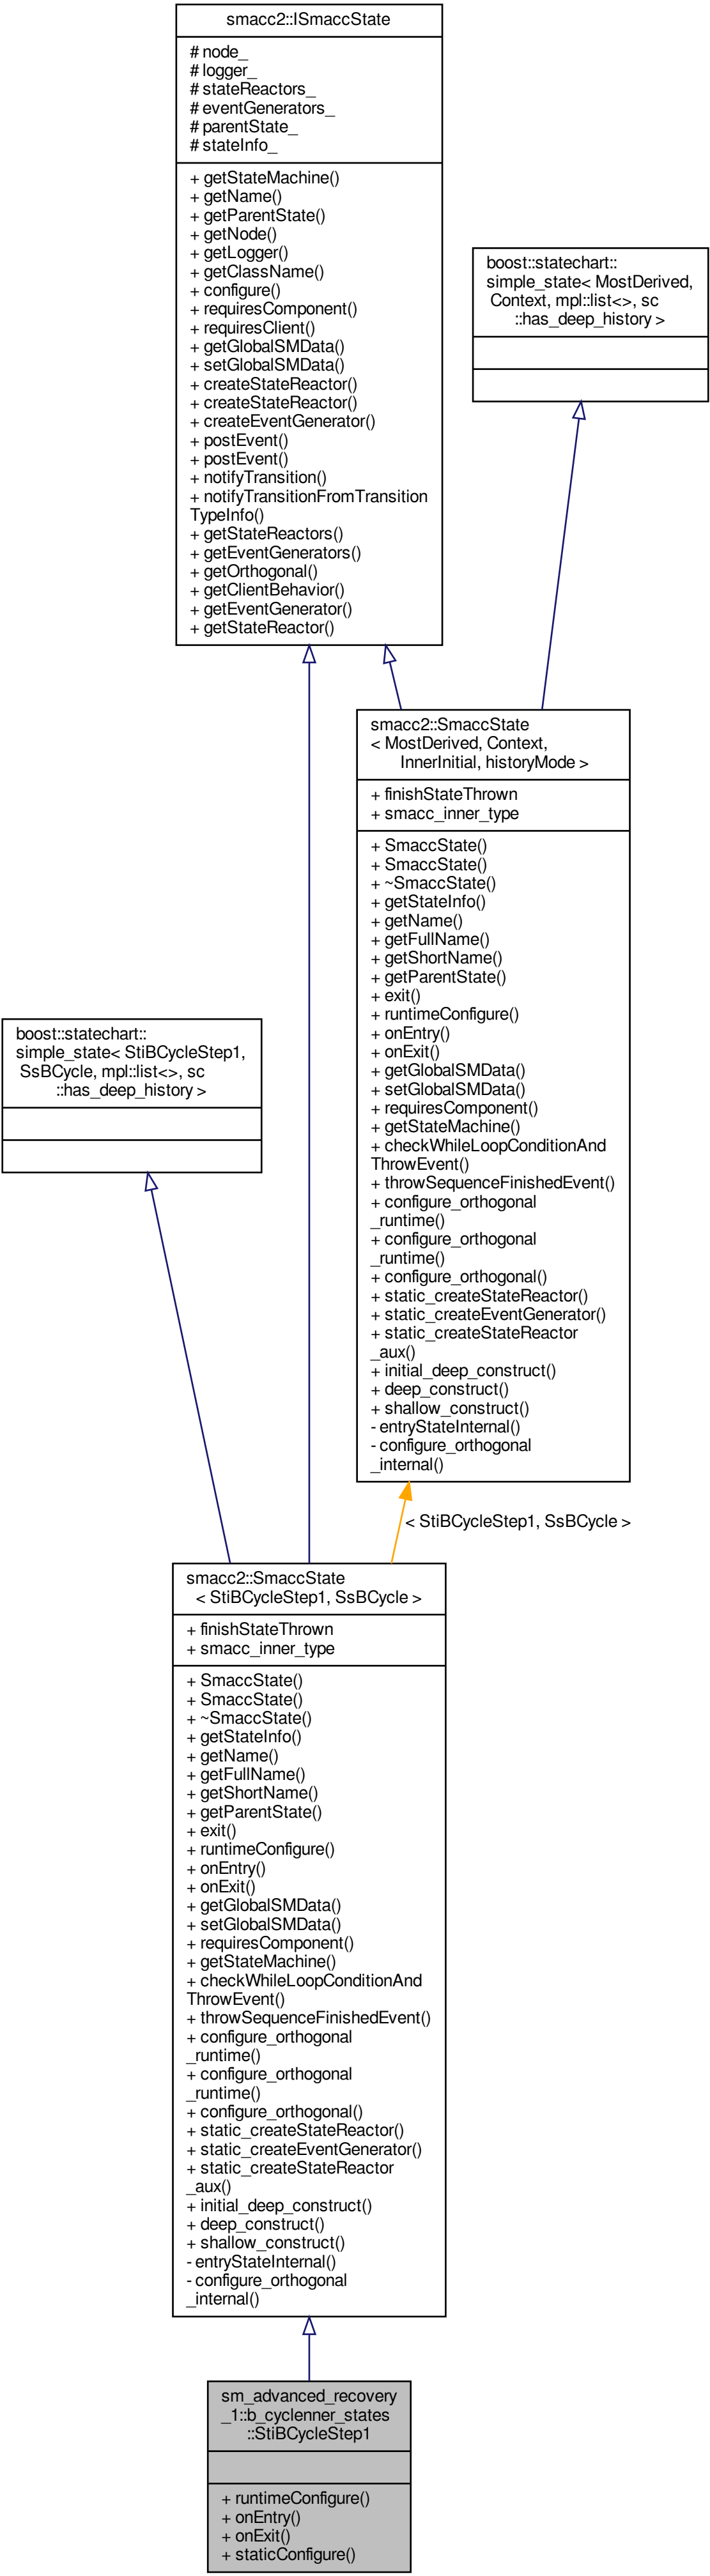 smacc2::ISmaccState
# node_
# logger_
# stateReactors_
# eventGenerators_
# parentState_
# stateInfo_
+ getStateMachine()
+ getName()
+ getParentState()
+ getNode()
+ getLogger()
+ getClassName()
+ configure()
+ requiresComponent()
+ requiresClient()
+ getGlobalSMData()
+ setGlobalSMData()
+ createStateReactor()
+ createStateReactor()
+ createEventGenerator()
+ postEvent()
+ postEvent()
+ notifyTransition()
+ notifyTransitionFromTransition
TypeInfo()
+ getStateReactors()
+ getEventGenerators()
+ getOrthogonal()
+ getClientBehavior()
+ getEventGenerator()
+ getStateReactor()
boost::statechart::
simple_state< MostDerived,
Context, mpl::list<>, sc
::has_deep_history >
smacc2::SmaccState
< MostDerived, Context,
InnerInitial, historyMode >
+ finishStateThrown
+ smacc_inner_type
+ SmaccState()
+ SmaccState()
+ ~SmaccState()
+ getStateInfo()
+ getName()
+ getFullName()
+ getShortName()
+ getParentState()
+ exit()
+ runtimeConfigure()
+ onEntry()
+ onExit()
+ getGlobalSMData()
+ setGlobalSMData()
+ requiresComponent()
+ getStateMachine()
+ checkWhileLoopConditionAnd
ThrowEvent()
+ throwSequenceFinishedEvent()
+ configure_orthogonal
_runtime()
+ configure_orthogonal
_runtime()
+ configure_orthogonal()
+ static_createStateReactor()
+ static_createEventGenerator()
+ static_createStateReactor
_aux()
+ initial_deep_construct()
+ deep_construct()
+ shallow_construct()
- entryStateInternal()
- configure_orthogonal
_internal()
boost::statechart::
simple_state< StiBCycleStep1,
SsBCycle, mpl::list<>, sc
::has_deep_history >
< StiBCycleStep1, SsBCycle >
smacc2::SmaccState
< StiBCycleStep1, SsBCycle >
+ finishStateThrown
+ smacc_inner_type
+ SmaccState()
+ SmaccState()
+ ~SmaccState()
+ getStateInfo()
+ getName()
+ getFullName()
+ getShortName()
+ getParentState()
+ exit()
+ runtimeConfigure()
+ onEntry()
+ onExit()
+ getGlobalSMData()
+ setGlobalSMData()
+ requiresComponent()
+ getStateMachine()
+ checkWhileLoopConditionAnd
ThrowEvent()
+ throwSequenceFinishedEvent()
+ configure_orthogonal
_runtime()
+ configure_orthogonal
_runtime()
+ configure_orthogonal()
+ static_createStateReactor()
+ static_createEventGenerator()
+ static_createStateReactor
_aux()
+ initial_deep_construct()
+ deep_construct()
+ shallow_construct()
- entryStateInternal()
- configure_orthogonal
_internal()
sm_advanced_recovery
_1::b_cyclenner_states
::StiBCycleStep1
+ runtimeConfigure()
+ onEntry()
+ onExit()
+ staticConfigure()